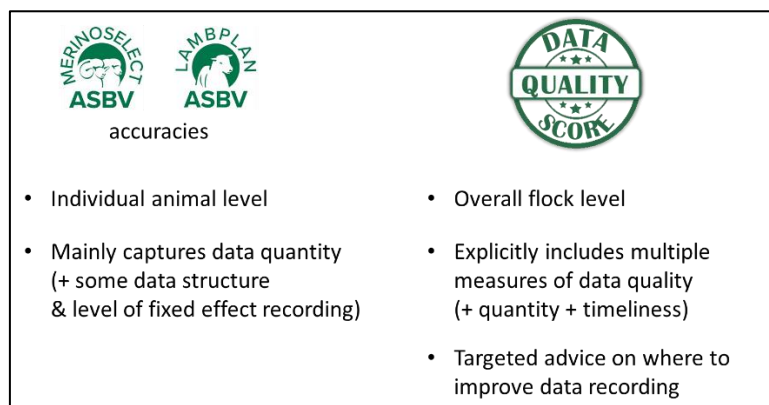 MERINOSELECT
ASBV
LAMBPLAN
ASBV
accuracies
• Individual animal level
• Mainly captures data quantity
(+ some data structure
& level of fixed effect recording)
DATA
QUALITY
SCORE
• Overall flock level
• Explicitly includes multiple
measures of data quality
(+ quantity + timeliness)
• Targeted advice on where to
improve data recording